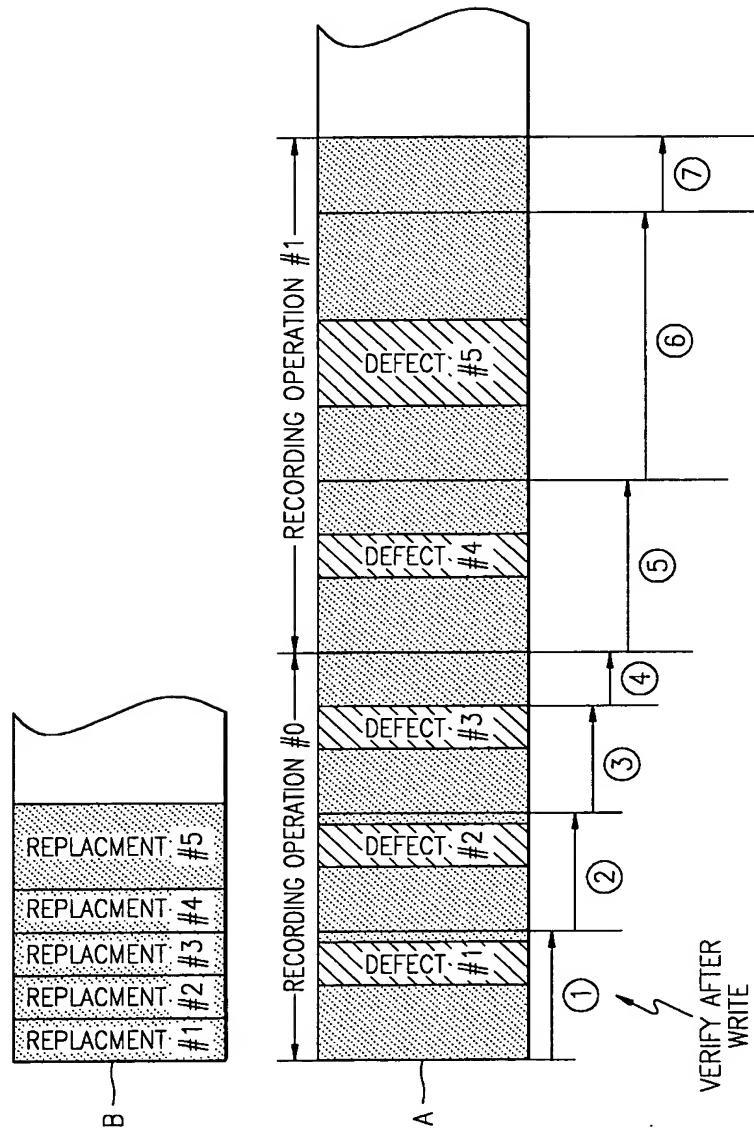 REPLACMENT #1
REPLACMENT #2
REPLACMENT #3
REPLACMENT #4
REPLACMENT #5
B
RECORDING OPERATION #0
RECORDING OPERATION #1
DEFECT #1
DEFECT #2
DEFECT #3
DEFECT #4
DEFECT #5
A
①
②
③
④
⑤
⑥
⑦
VERIFY AFTER
WRITE